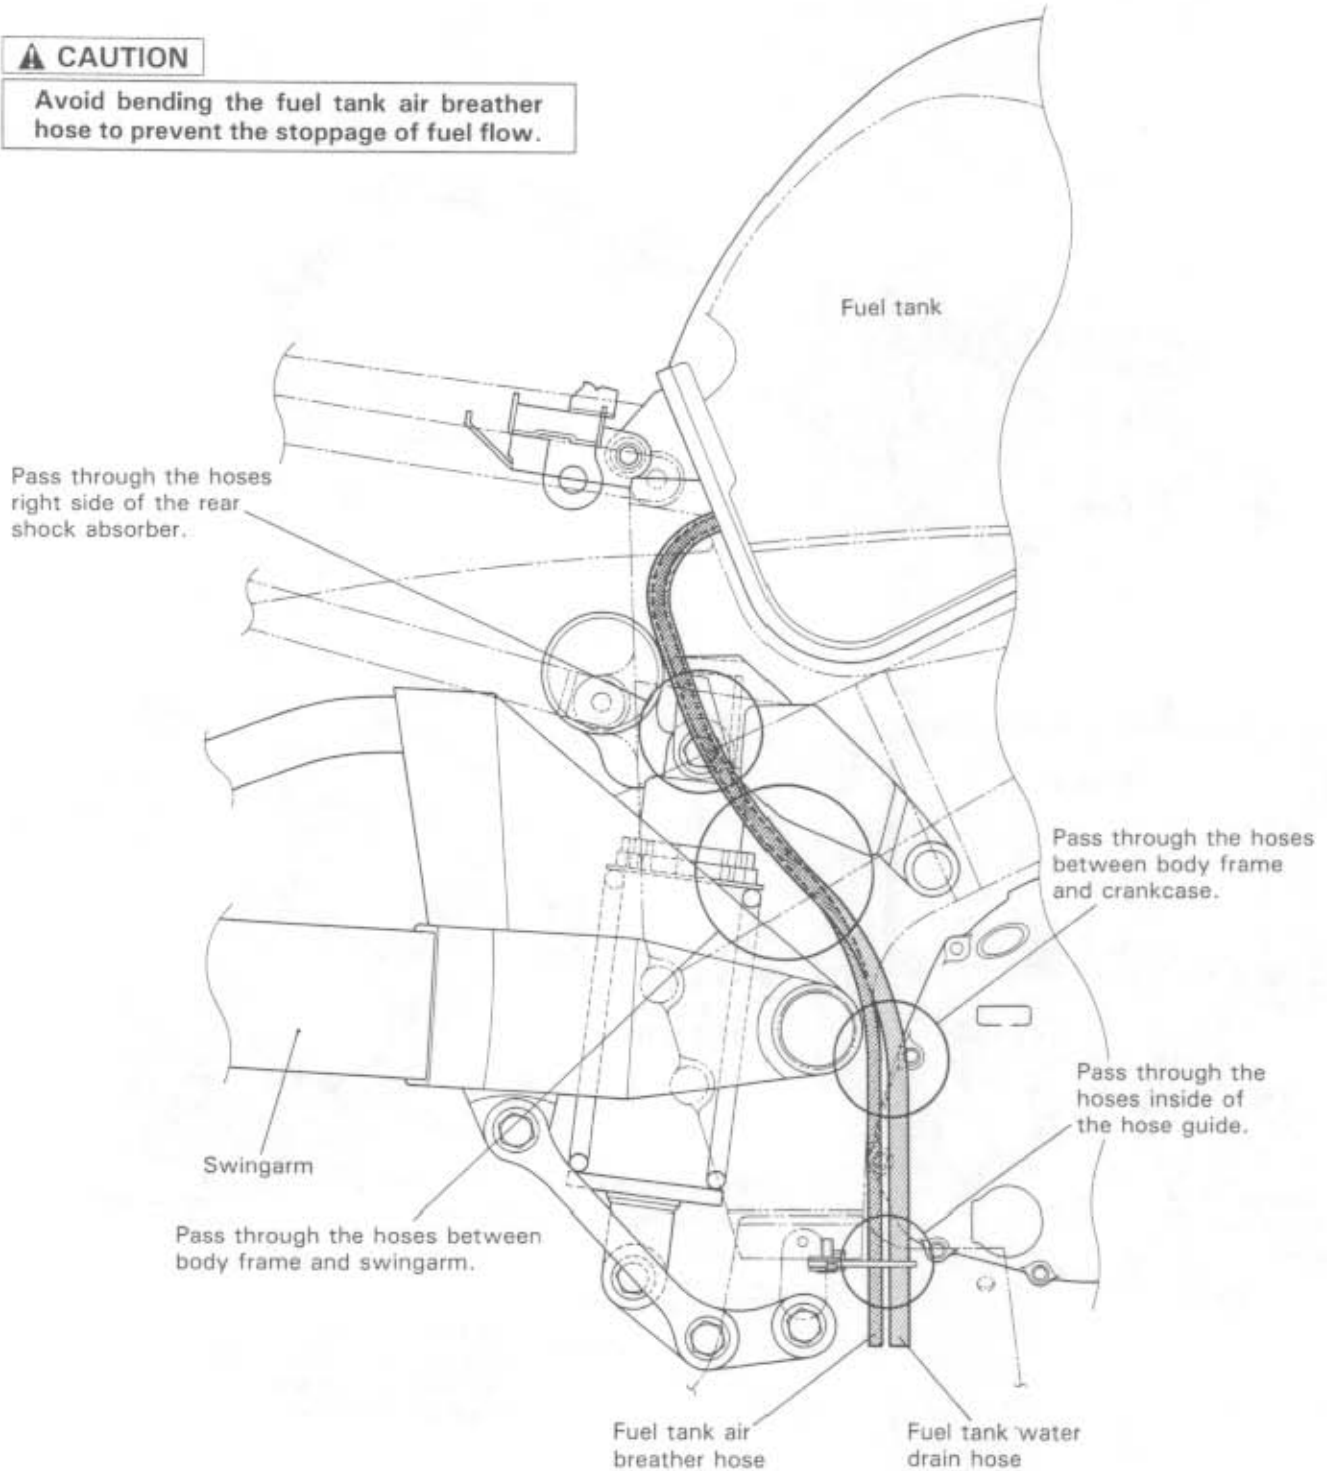 CAUTION
Avoid bending the fuel tank air breather
hose to prevent the stoppage of fuel flow.
Fuel tank
Pass through the hoses
right side of the rear
shock absorber.
Pass through the hoses
between body frame
and crankcase.
Pass through the
hoses inside of
the hose guide.
Swingarm
Pass through the hoses between
body frame and swingarm.
Fuel tank air
breather hose
Fuel tank water
drain hose